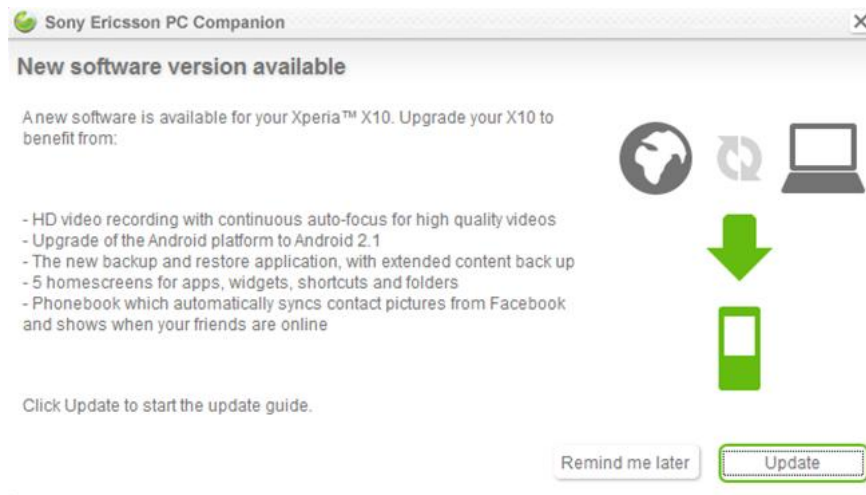 Sony Ericsson PC Companion
New software version available
A new software is available for your Xperia™ X10. Upgrade your X10 to
benefit from:
- HD video recording with continuous auto-focus for high quality videos
- Upgrade of the Android platform to Android 2.1
- The new backup and restore application, with extended content back up
- 5 homescreens for apps, widgets, shortcuts and folders
- Phonebook which automatically syncs contact pictures from Facebook
and shows when your friends are online
Click Update to start the update guide.
Remind me later
Update